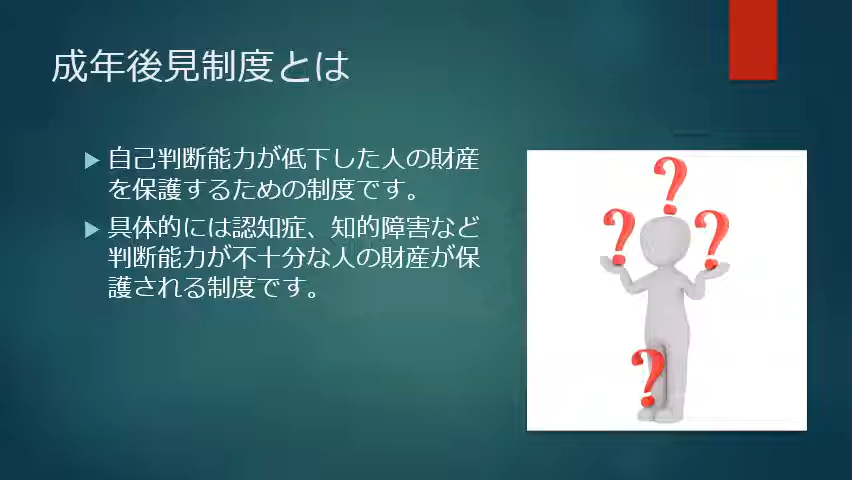 成年後見制度とは
自己判断能力が低下した人の財産
を保護するための制度です。
具体的には認知症、知的障害など
判断能力が不十分な人の財産が保
護される制度です。
?
? ?
?